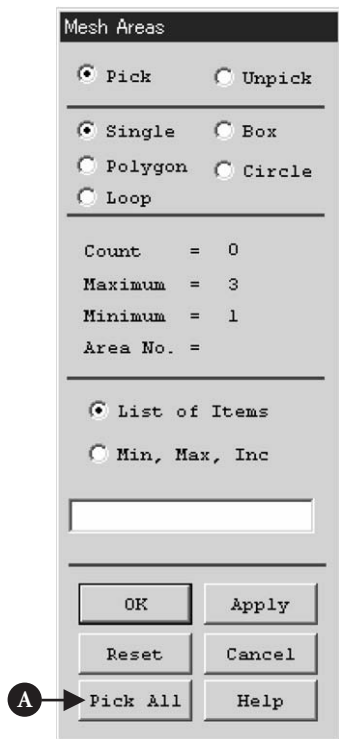 Mesh Areas
Pick Unpick
Single Box
Polygon Circle
Loop
Count = 0
Maximum = 3
Minimum = 1
Area No. =
List of Items
Min, Max, Inc
OK Apply
Reset Cancel
A Pick All Help